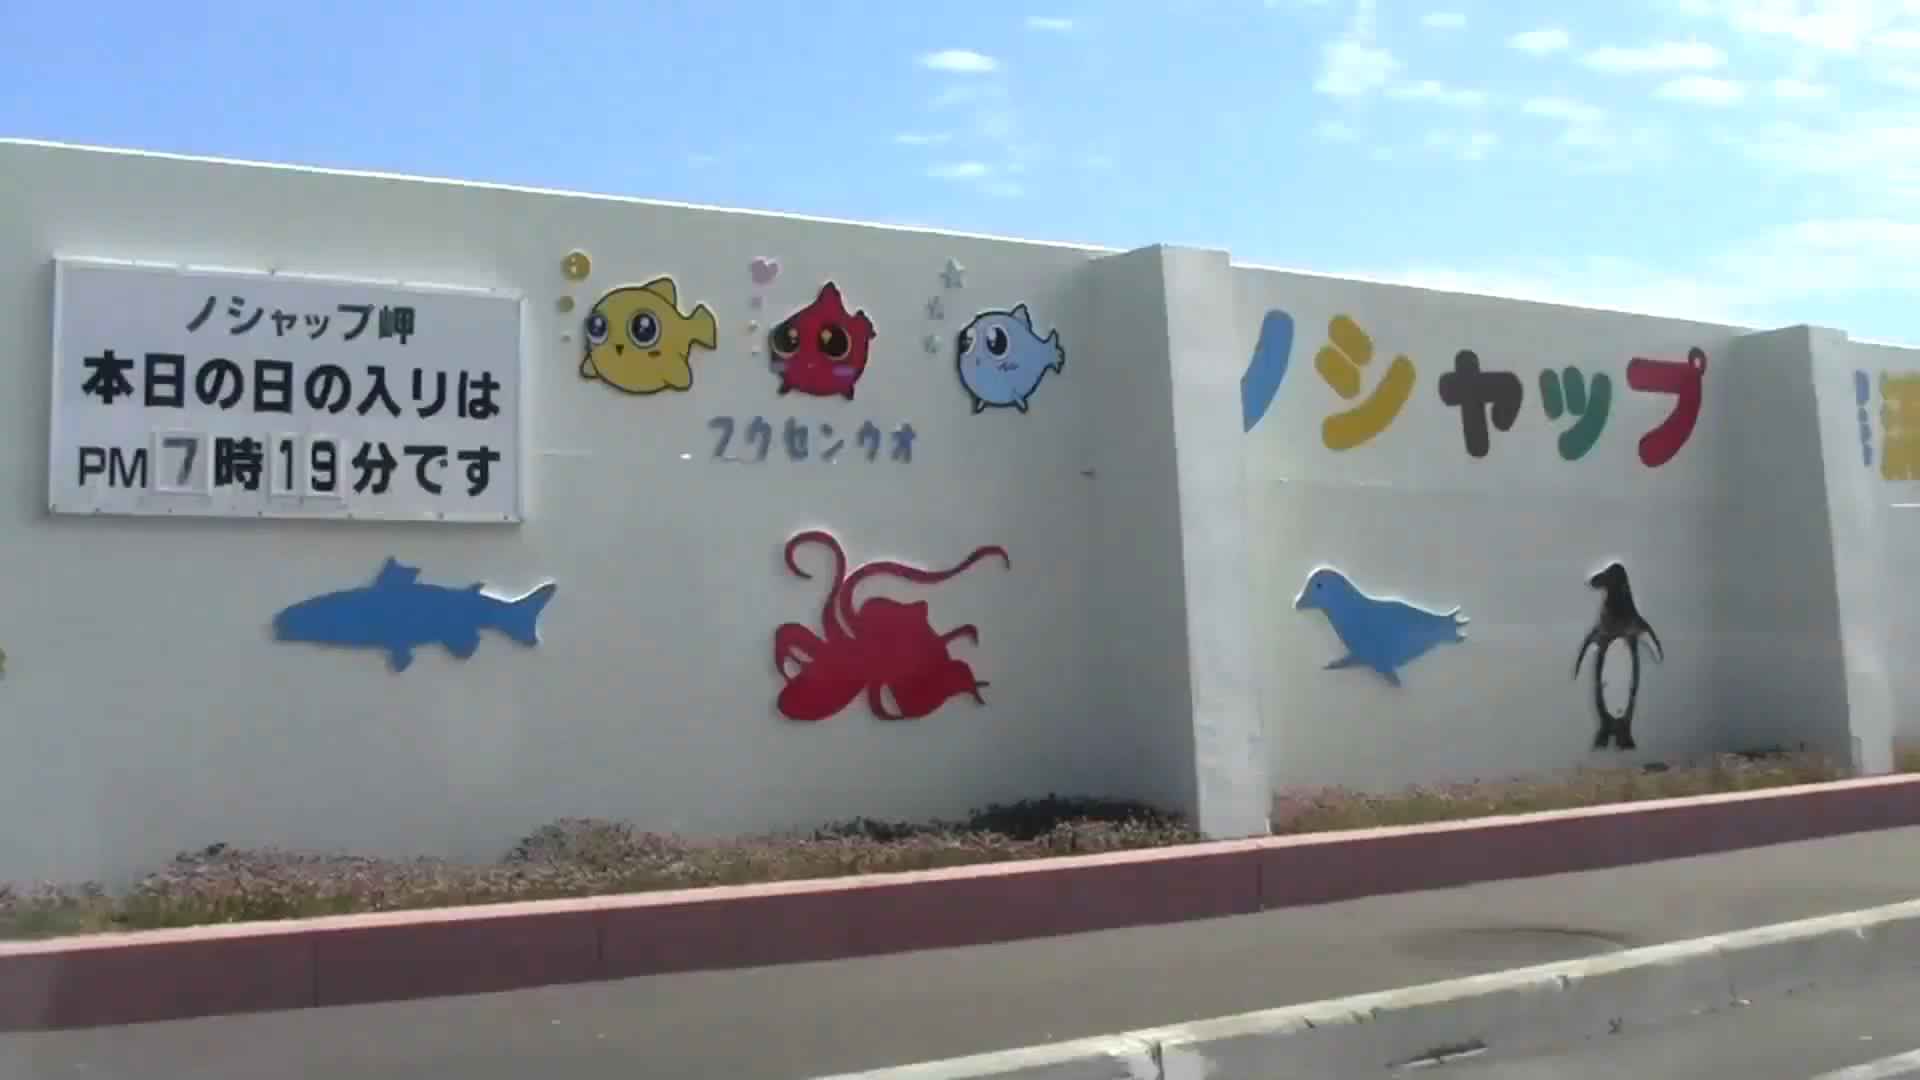 ノシャップ岬
本日の日の入りは
PM7時19分です
フウセンウオ
ノシャップ